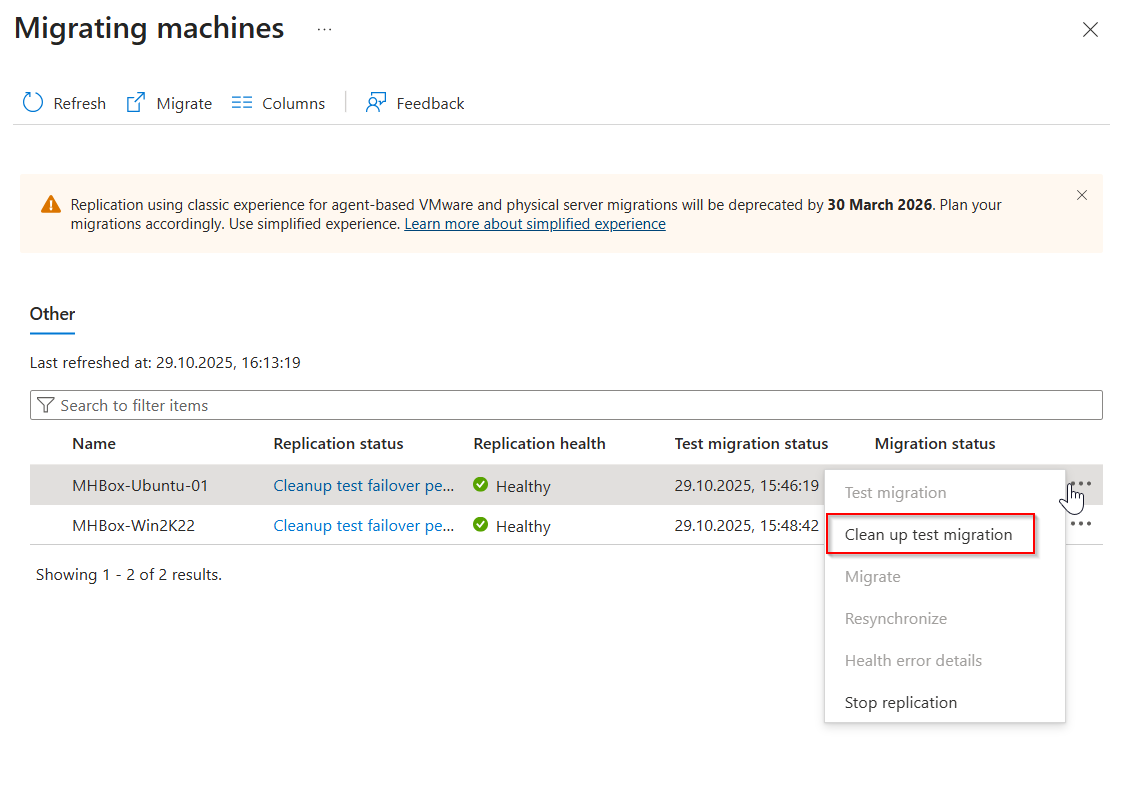 Migrating machines ...
Refresh Migrate Columns Feedback
Replication using classic experience for agent-based VMware and physical server migrations will be deprecated by 30 March 2026. Plan your
migrations accordingly. Use simplified experience. Learn more about simplified experience
Other
Last refreshed at: 29.10.2025, 16:13:19
Search to filter items
Name Replication status Replication health Test migration status Migration status
MHBox-Ubuntu-01 Cleanup test failover pe... Healthy 29.10.2025, 15:46:19
MHBox-Win2K22 Cleanup test failover pe... Healthy 29.10.2025, 15:48:42
Showing 1 - 2 of 2 results.
Test migration
Clean up test migration
Migrate
Resynchronize
Health error details
Stop replication